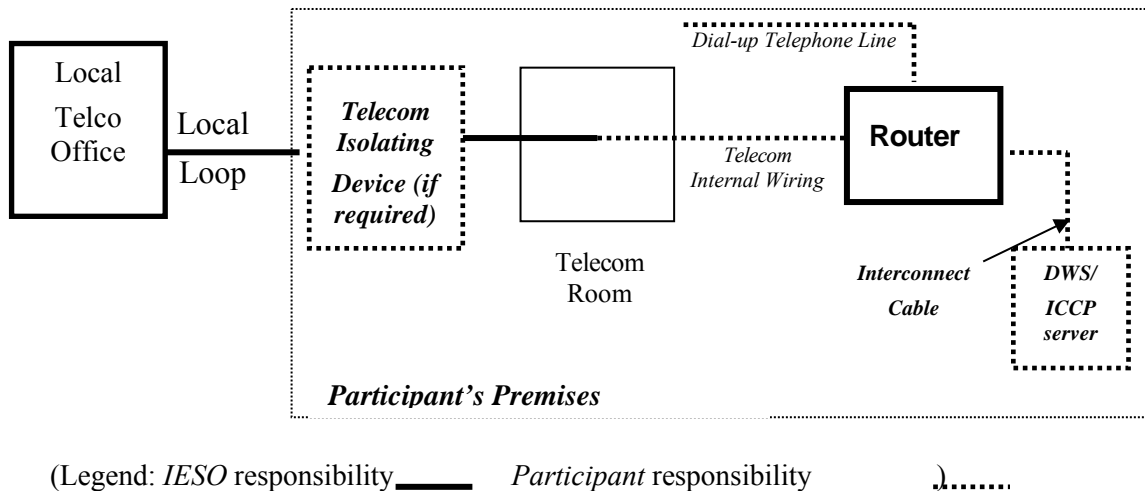 Dial-up Telephone Line
Local
Telco
Office
Local
Loop
Telecom
Isolating
Device (if
required)
Router
Telecom
Internal Wiring
Telecom
Room
Interconnect
Cable
DWS/
ICCP
server
Participant’s Premises
(Legend: IESO responsibility Participant responsibility )